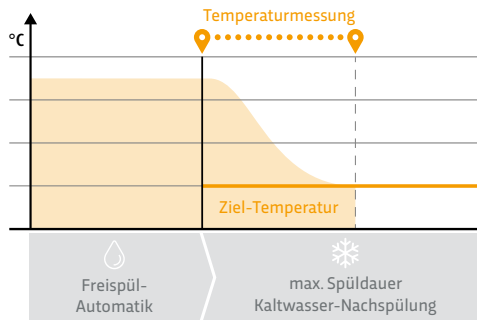 Temperaturmessung
°C
Ziel-Temperatur
Freispül-
Automatik
max. Spüldauer
Kaltwasser-Nachspülung